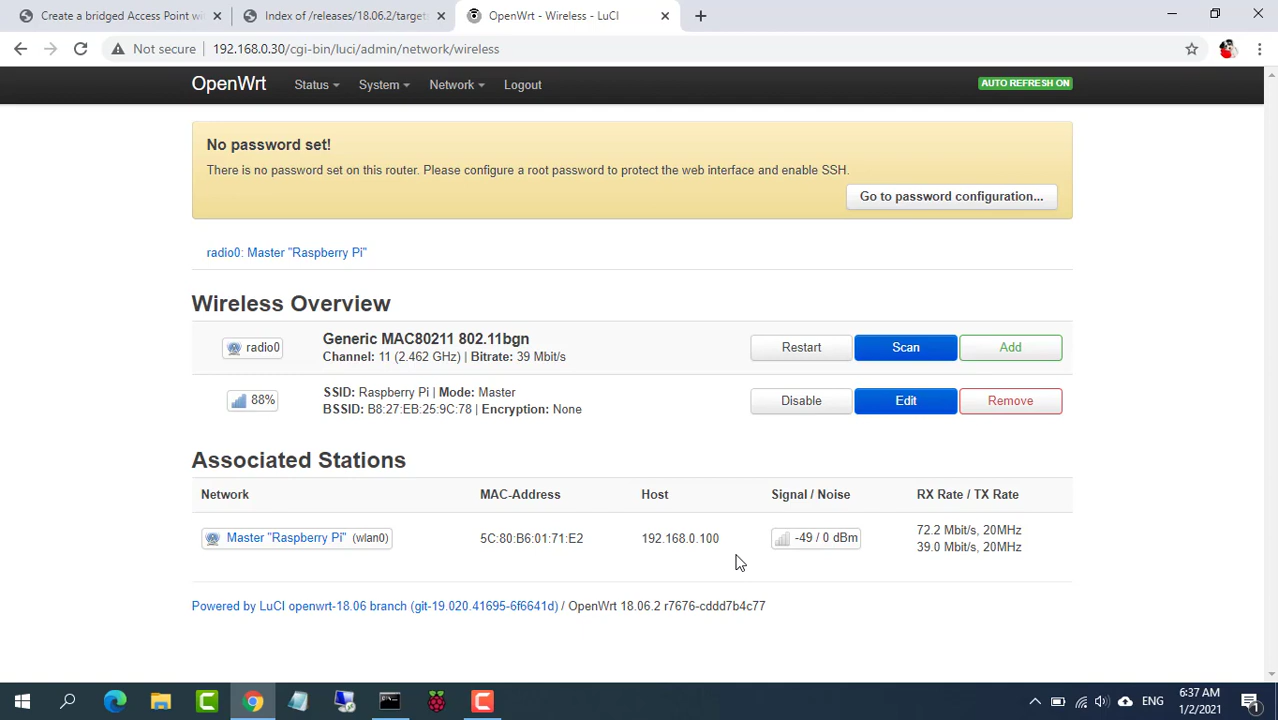 Create a bridged Access Point wi
Index of /releases/18.06.2/target
OpenWrt - Wireless - LuCI
Not secure
192.168.0.30/cgi-bin/luci/admin/network/wireless
OpenWrt
Status
System
Network
Logout
AUTO REFRESH ON
No password set!
There is no password set on this router. Please configure a root password to protect the web interface and enable SSH.
Go to password configuration...
radio0: Master "Raspberry Pi"
Wireless Overview
radio0
Generic MAC80211 802.11bgn
Channel: 11 (2.462 GHz) | Bitrate: 39 Mbit/s
Restart
Scan
Add
88%
SSID: Raspberry Pi | Mode: Master
BSSID: B8:27:EB:25:9C:78 | Encryption: None
Disable
Edit
Remove
Associated Stations
Network MAC-Address Host Signal / Noise RX Rate / TX Rate
Master "Raspberry Pi" (wlan0)
5C:80:B6:01:71:E2
192.168.0.100
-49 / 0 dBm
72.2 Mbit/s, 20MHz
39.0 Mbit/s, 20MHz
Powered by LuCI openwrt-18.06 branch (git-19.020.41695-6f6641d) / OpenWrt 18.06.2 r7676-cddd7b4c77
ENG
6:37 AM
1/2/2021
1